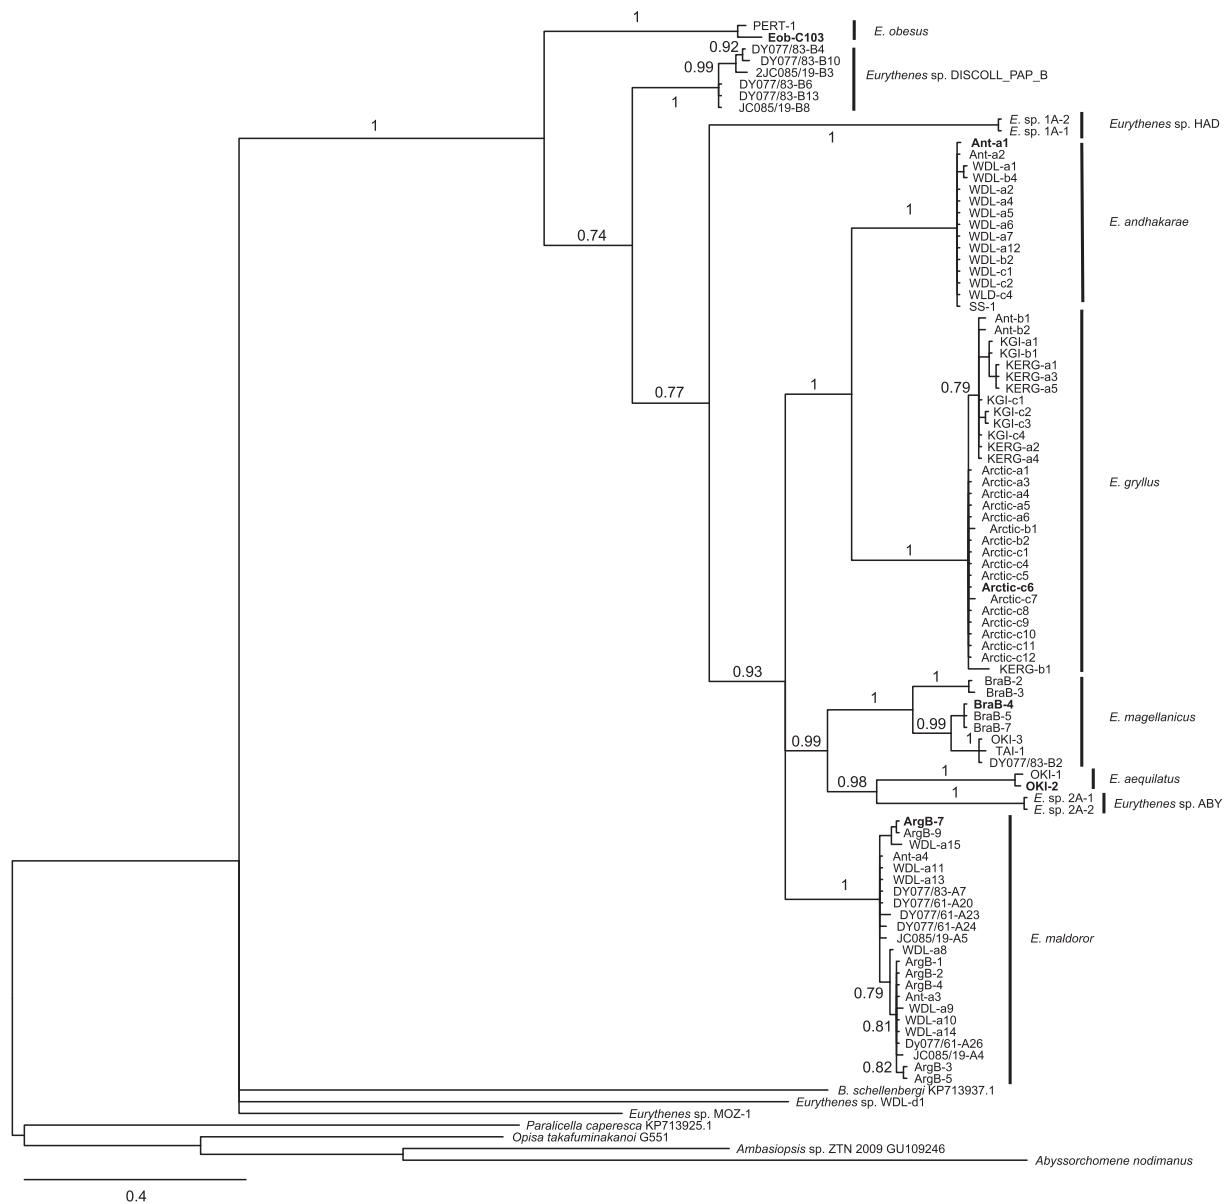 1
PERT-1
Eob-C103
E. obesus
0.92
DY077/83-B4
DY077/83-B10
0.99
2JC085/19-B3
Eurythenes sp. DISCOLL_PAP_B
DY077/83-B6
1
DY077/83-B13
JC085/19-B8
1
E. sp. 1A-2
Eurythenes sp. HAD
1
E. sp. 1A-1
Ant-a1
Ant-a2
WDL-a1
WDL-b4
WDL-a2
WDL-a4
1
WDL-a5
E. andhakarae
WDL-a6
0.74
WDL-a7
WDL-a12
WDL-b2
WDL-c1
WDL-c2
WLD-c4
SS-1
Ant-b1
Ant-b2
KGI-a1
KGI-b1
KERG-a1
KERG-a3
0.77
1
0.79
KERG-a5
KGI-c1
KGI-c2
KGI-c3
KGI-c4
KERG-a2
KERG-a4
Arctic-a1
Arctic-a3
E. gryllus
Arctic-a4
Arctic-a5
Arctic-a6
Arctic-b1
Arctic-b2
1
Arctic-c1
Arctic-c4
Arctic-c5
Arctic-c6
Arctic-c7
Arctic-c8
Arctic-c9
Arctic-c10
Arctic-c11
Arctic-c12
0.93
KERG-b1
1
BraB-2
BraB-3
1
BraB-4
BraB-5
E. magellanicus
0.99
BraB-7
0.99
1
OKI-3
TAI-1
DY077/83-B2
1
OKI-1
E. aequilatus
0.98
OKI-2
1
E. sp. 2A-1
Eurythenes sp. ABY
E. sp. 2A-2
ArgB-7
ArgB-9
WDL-a15
Ant-a4
WDL-a11
1
WDL-a13
DY077/83-A7
DY077/61-A20
DY077/61-A23
DY077/61-A24
JC085/19-A5
E. maldoror
WDL-a8
ArgB-1
ArgB-2
ArgB-4
0.79
Ant-a3
WDL-a9
WDL-a10
0.81
WDL-a14
Dy077/61-A26
JC085/19-A4
0.82
ArgB-3
ArgB-5
B. schellenbergi KP713937.1
Eurythenes sp. WDL-d1
Eurythenes sp. MOZ-1
Paralicella caperesca KP713925.1
Opisa takafuminakanoi G551
Ambasiopsis sp. ZTN 2009 GU109246
Abyssorchomene nodimanus
0.4